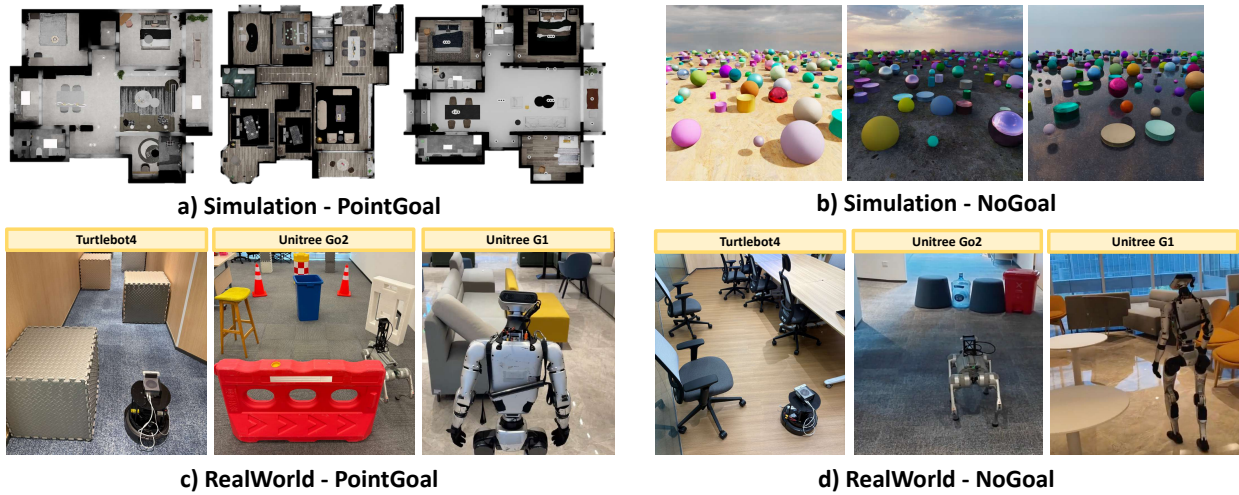 a) Simulation - PointGoal
b) Simulation - NoGoal
Turtlebot4
Unitree Go2
Unitree G1
c) RealWorld - PointGoal
Turtlebot4
Unitree Go2
Unitree G1
d) RealWorld - NoGoal